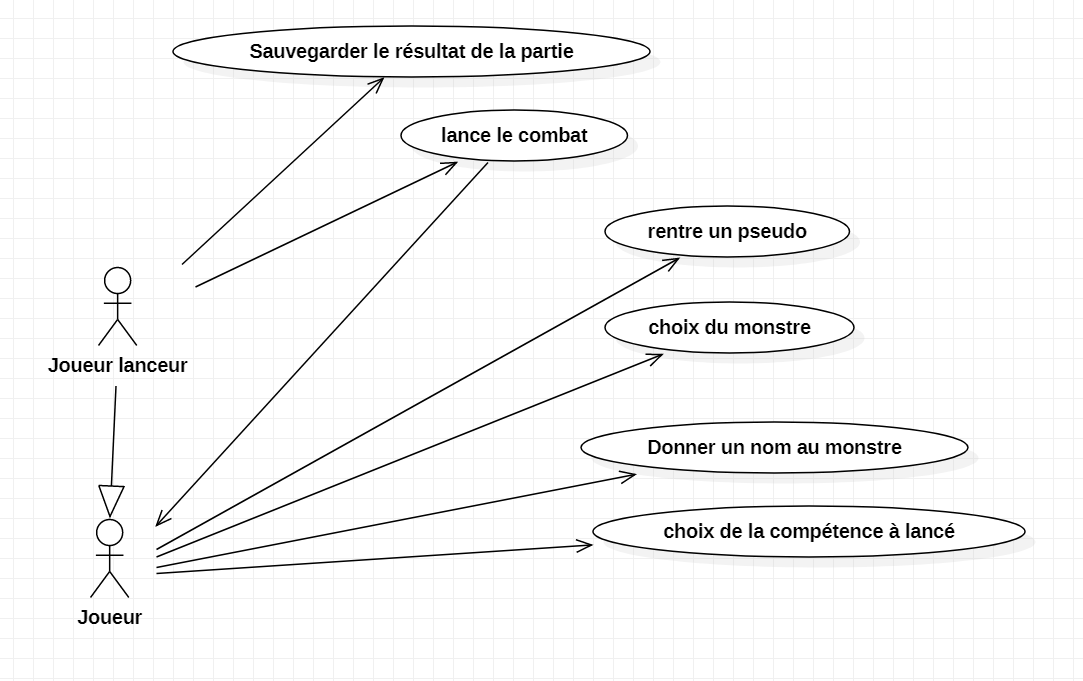 Sauvegarder le résultat de la partie
lance le combat
rentre un pseudo
choix du monstre
Joueur lanceur
Donner un nom au monstre
choix de la compétence à lancé
Joueur